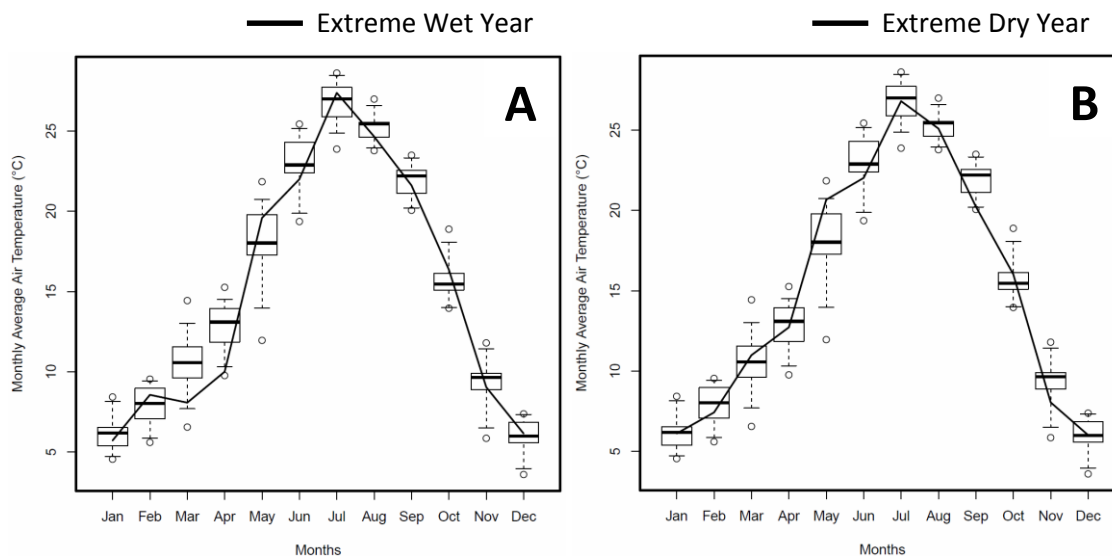 Extreme Wet Year
Extreme Dry Year
A
Monthly Average Air Temperature (°C)
25
20
15
10
5
Jan Feb Mar Apr May Jun Jul Aug Sep Oct Nov Dec
Months
B
Monthly Average Air Temperature (°C)
25
20
15
10
5
Jan Feb Mar Apr May Jun Jul Aug Sep Oct Nov Dec
Months